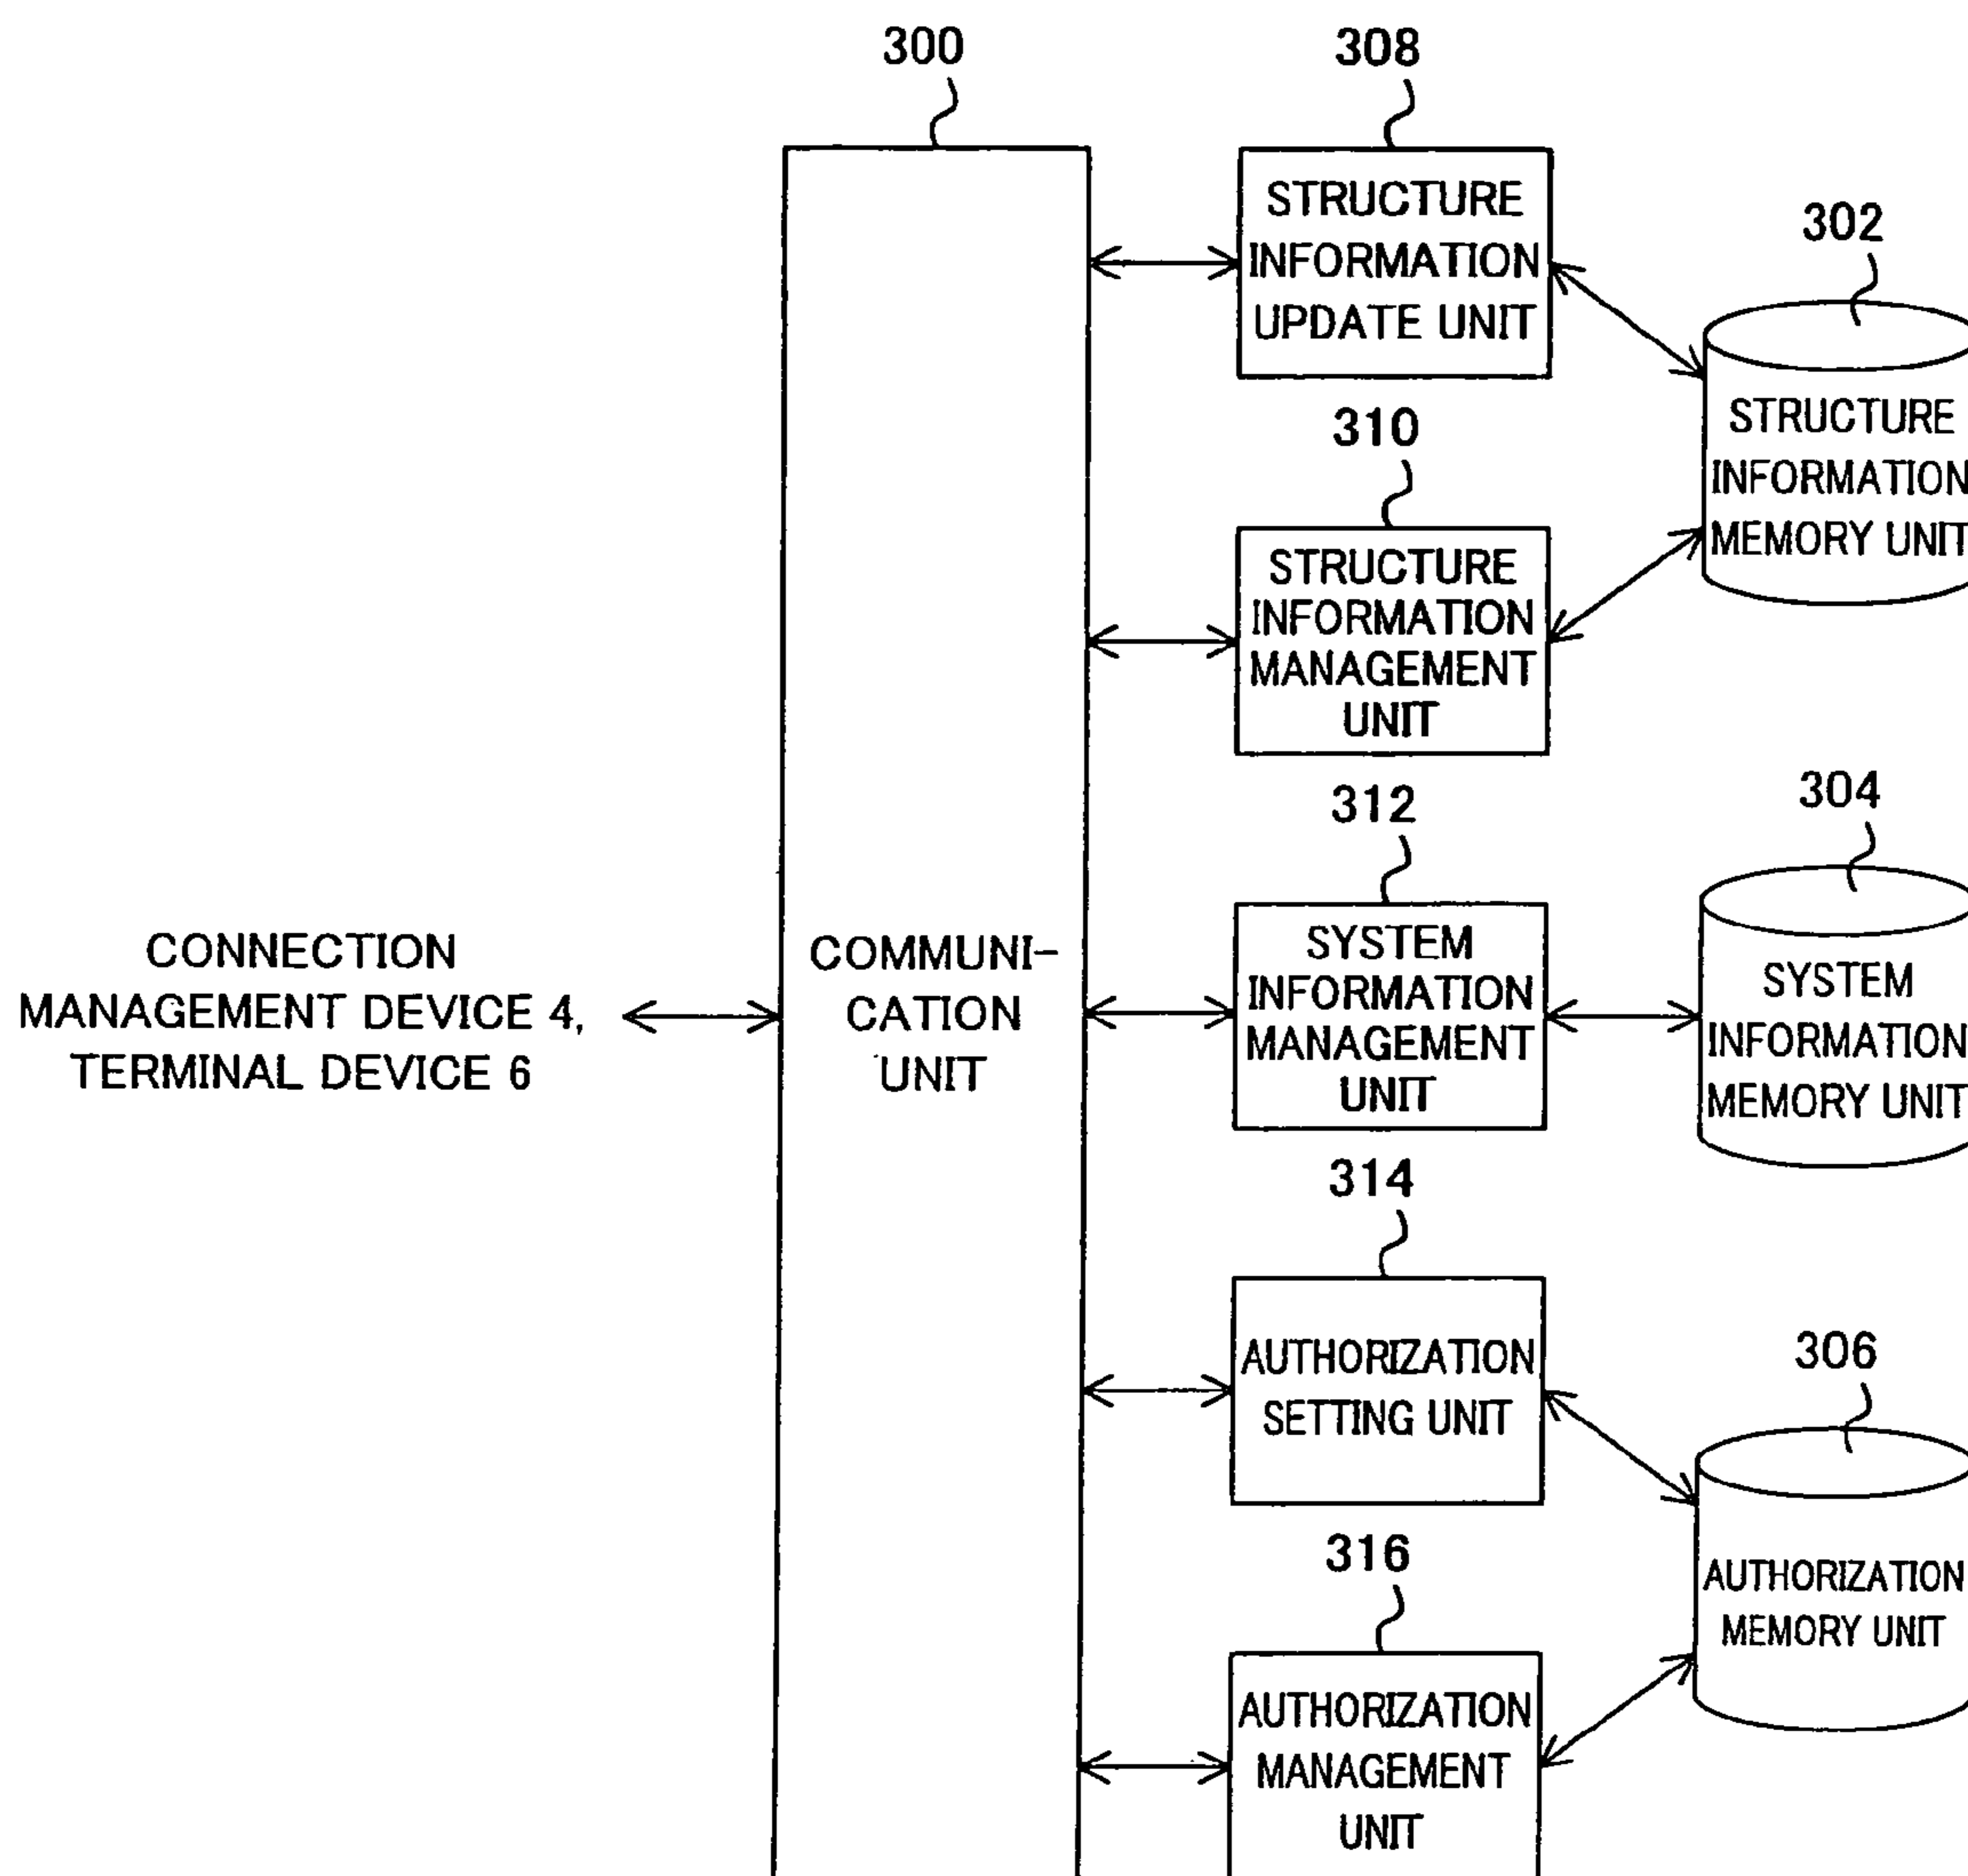 300
308
STRUCTURE
INFORMATION
UPDATE UNIT
302
STRUCTURE
INFORMATION
MEMORY UNIT
310
STRUCTURE
INFORMATION
MANAGEMENT
UNIT
312
SYSTEM
INFORMATION
MANAGEMENT
UNIT
304
SYSTEM
INFORMATION
MEMORY UNIT
CONNECTION
MANAGEMENT DEVICE 4,
TERMINAL DEVICE 6
COMMUNI-
CATION
UNIT
314
AUTHORIZATION
SETTING UNIT
306
AUTHORIZATION
MEMORY UNIT
316
AUTHORIZATION
MANAGEMENT
UNIT